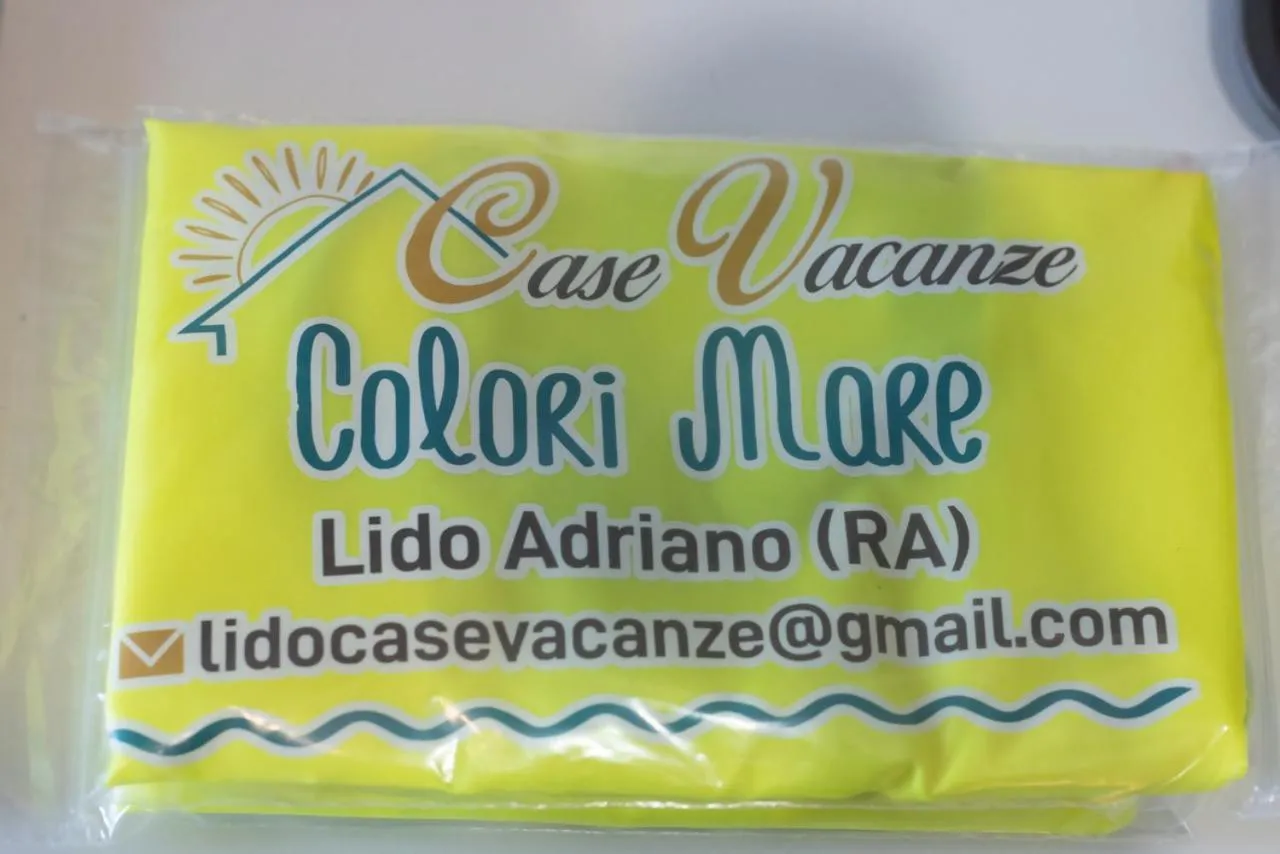 Case Vacanze
Colori Mare
Lido Adriano (RA)
lidocasevacanze@gmail.com